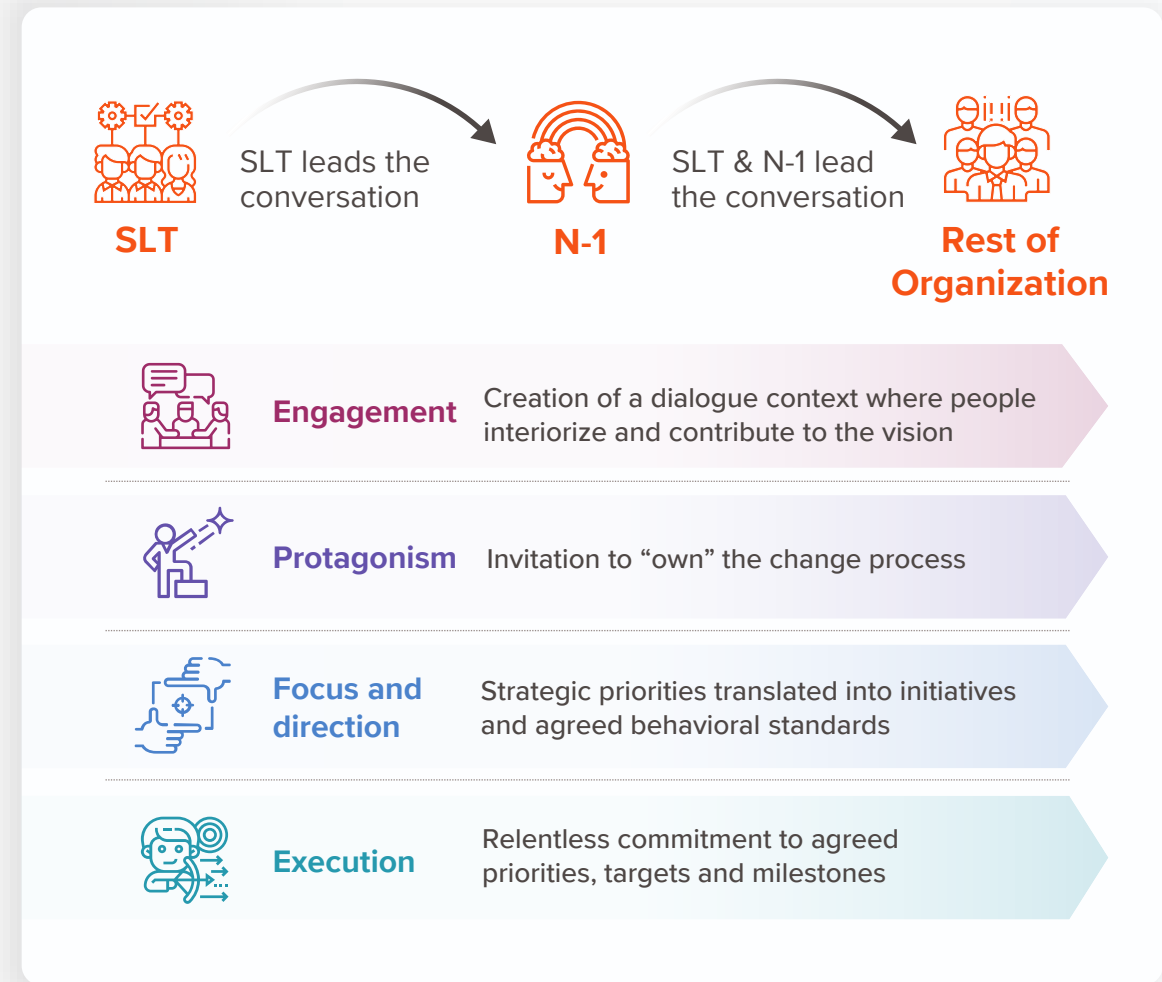 SLT leads the
conversation
SLT & N-1 lead
the conversation
SLT
N-1
Rest of
Organization
Engagement
Creation of a dialogue context where people
interiorize and contribute to the vision
Protagonism
Invitation to “own” the change process
Focus and
direction
Strategic priorities translated into initiatives
and agreed behavioral standards
Execution
Relentless commitment to agreed
priorities, targets and milestones